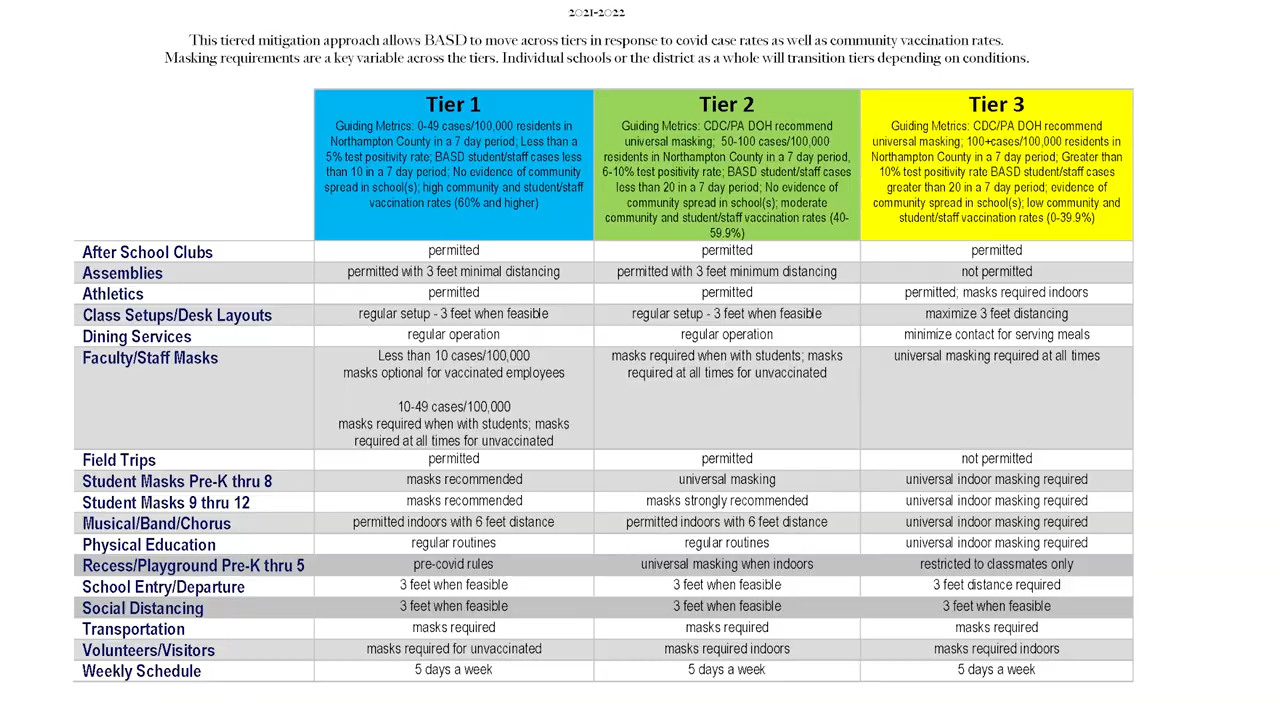 2021-2022
This tiered mitigation approach allows BASD to move across tiers in response to covid case rates as well as community vaccination rates.
Masking requirements are a key variable across the tiers. Individual schools or the district as a whole will transition tiers depending on conditions.
Tier 1
Guiding Metrics: 0-49 cases/100,000 residents in
Northampton County in a 7 day period; Less than a
5% test positivity rate; BASD student/staff cases less
than 10 in a 7 day period; No evidence of community
spread in school(s); high community and student/staff
vaccination rates (60% and higher)
Tier 2
Guiding Metrics: CDC/PA DOH recommend
universal masking; 50-100 cases/100,000
residents in Northampton County in a 7 day period,
6-10% test positivity rate; BASD student/staff cases
less than 20 in a 7 day period; No evidence of
community spread in school(s); moderate
community and student/staff vaccination rates (40-
59.9%)
Tier 3
Guiding Metrics: CDC/PA DOH recommend
universal masking; 100+cases/100,000 residents in
Northampton County in a 7 day period; Greater than
10% test positivity rate BASD student/staff cases
greater than 20 in a 7 day period; evidence of
community spread in school(s); low community and
student/staff vaccination rates (0-39.9%)
After School Clubs permitted permitted permitted
Assemblies permitted with 3 feet minimal distancing permitted with 3 feet minimum distancing not permitted
Athletics permitted permitted permitted; masks required indoors
Class Setups/Desk Layouts regular setup - 3 feet when feasible regular setup - 3 feet when feasible maximize 3 feet distancing
Dining Services regular operation regular operation minimize contact for serving meals
Faculty/Staff Masks
Less than 10 cases/100,000
masks optional for vaccinated employees
10-49 cases/100,000
masks required when with students; masks
required at all times for unvaccinated
masks required when with students; masks
required at all times for unvaccinated
universal masking required at all times
Field Trips permitted permitted not permitted
Student Masks Pre-K thru 8 masks recommended universal masking universal indoor masking required
Student Masks 9 thru 12 masks recommended masks strongly recommended universal indoor masking required
Musical/Band/Chorus permitted indoors with 6 feet distance permitted indoors with 6 feet distance universal indoor masking required
Physical Education regular routines regular routines universal indoor masking required
Recess/Playground Pre-K thru 5 pre-covid rules universal masking when indoors restricted to classmates only
School Entry/Departure 3 feet when feasible 3 feet when feasible 3 feet distance required
Social Distancing 3 feet when feasible 3 feet when feasible 3 feet when feasible
Transportation masks required masks required masks required
Volunteers/Visitors masks required for unvaccinated masks required indoors masks required indoors
Weekly Schedule 5 days a week 5 days a week 5 days a week